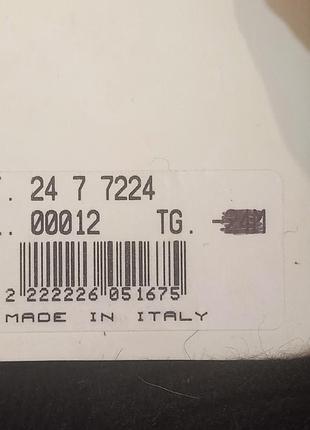 . 24 7 7224
. 00012 TG.
2 222226 051675
MADE IN ITALY